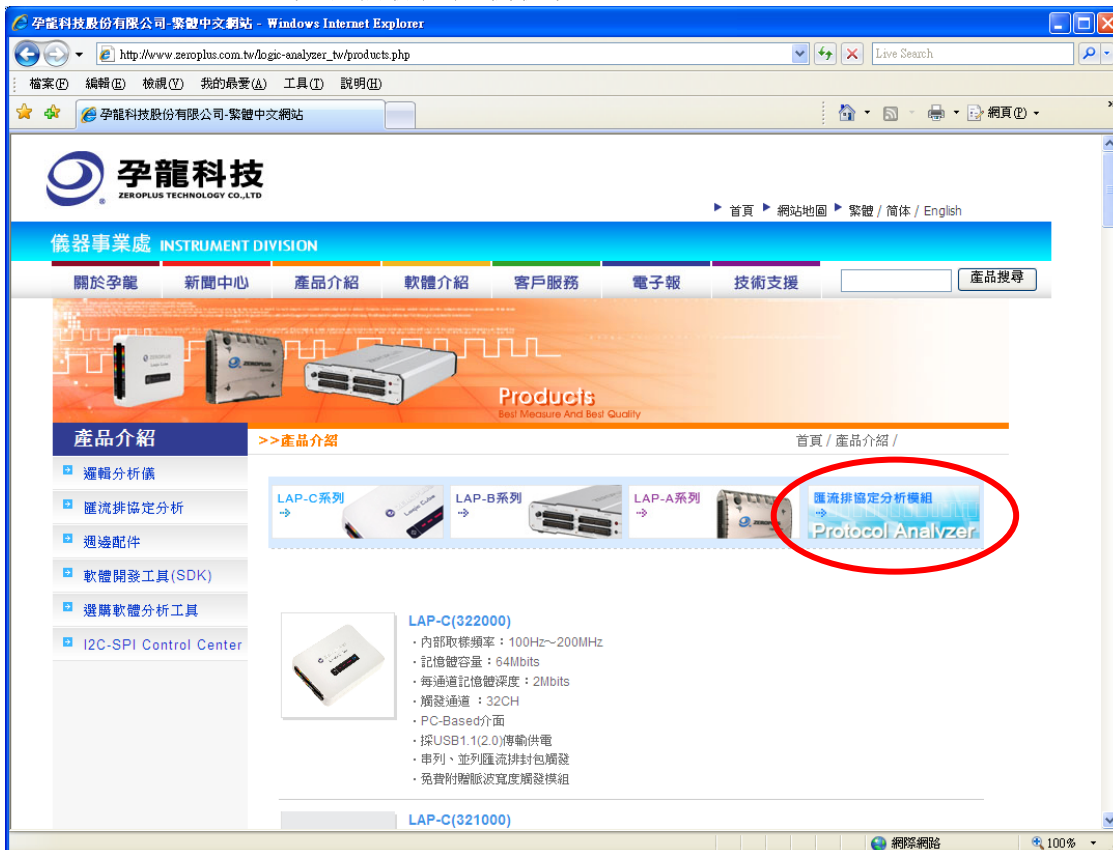 孕龍科技股份有限公司-繁體中文網站 - Windows Internet Explorer
http://www.zeroplus.com.tw/logic-analyzer_tw/products.php
Live Search
檔案(F) 編輯(E) 檢視(V) 我的最愛(A) 工具(T) 說明(H)
孕龍科技股份有限公司-繁體中文網站
網頁(P)
孕龍科技
ZEROPLUS TECHNOLOGY CO.,LTD
首頁 網站地圖 繁體 / 简体 / English
儀器事業處 INSTRUMENT DIVISION
關於孕龍 新聞中心 產品介紹 軟體介紹 客戶服務 電子報 技術支援 產品搜尋
Products
Best Measure And Best Quality
產品介紹
>>產品介紹
首頁 / 產品介紹 /
邏輯分析儀
匯流排協定分析
週邊配件
軟體開發工具(SDK)
選購軟體分析工具
I2C-SPI Control Center
LAP-C系列
LAP-B系列
LAP-A系列
匯流排協定分析模組
Protocol Analyzer
LAP-C(322000)
‧內部取樣頻率：100Hz～200MHz
‧記憶體容量：64Mbits
‧每通道記憶體深度：2Mbits
‧觸發通道 ：32CH
‧PC-Based介面
‧採USB1.1(2.0)傳輸供電
‧串列、並列匯流排封包觸發
‧免費附贈脈波寬度觸發模組
LAP-C(321000)
網際網路
100%